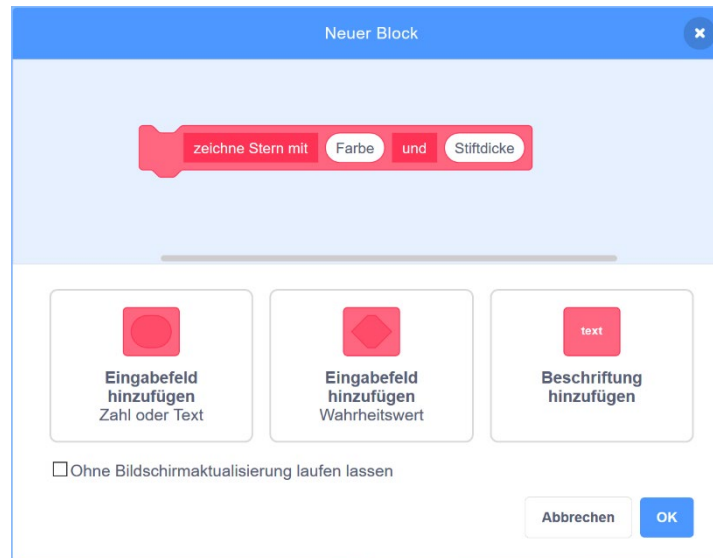 Neuer Block
zeichne Stern mit Farbe und Stiftdicke
text
Eingabefeld
hinzufügen
Zahl oder Text
Eingabefeld
hinzufügen
Wahrheitswert
text
Beschriftung
hinzufügen
Ohne Bildschirmaktualisierung laufen lassen
Abbrechen
OK